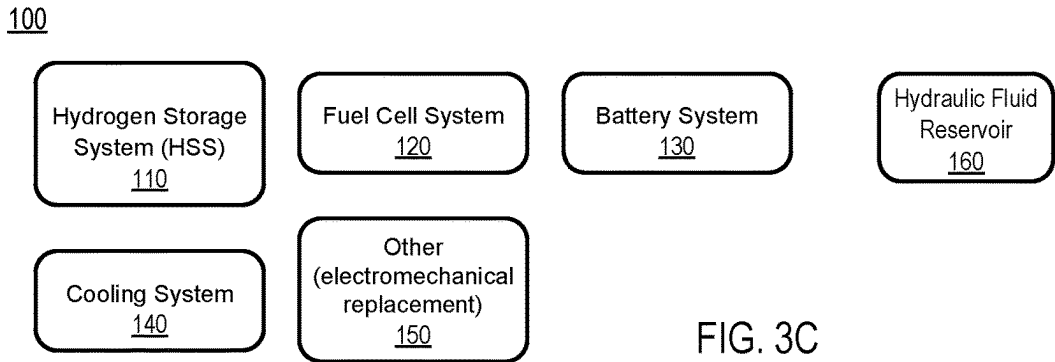 100
Hydrogen Storage
System (HSS)
110
Fuel Cell System
120
Battery System
130
Hydraulic Fluid
Reservoir
160
Cooling System
140
Other
(electromechanical
replacement)
150
FIG. 3C